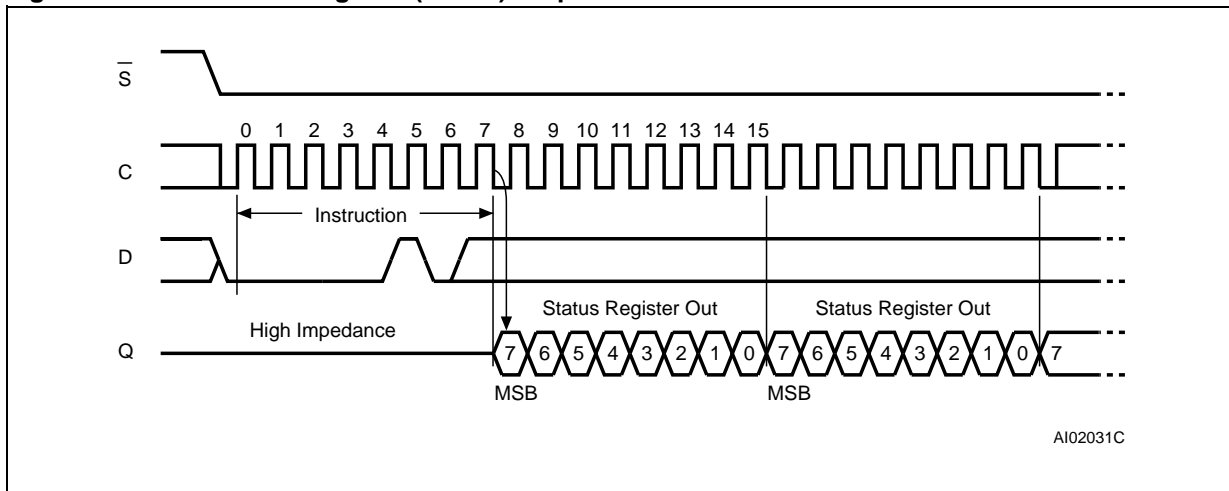 S
0 1 2 3 4 5 6 7 8 9 10 11 12 13 14 15
C
Instruction
D
Status Register Out Status Register Out
High Impedance
Q 7 6 5 4 3 2 1 0 7 6 5 4 3 2 1 0 7
MSB MSB
AI02031C